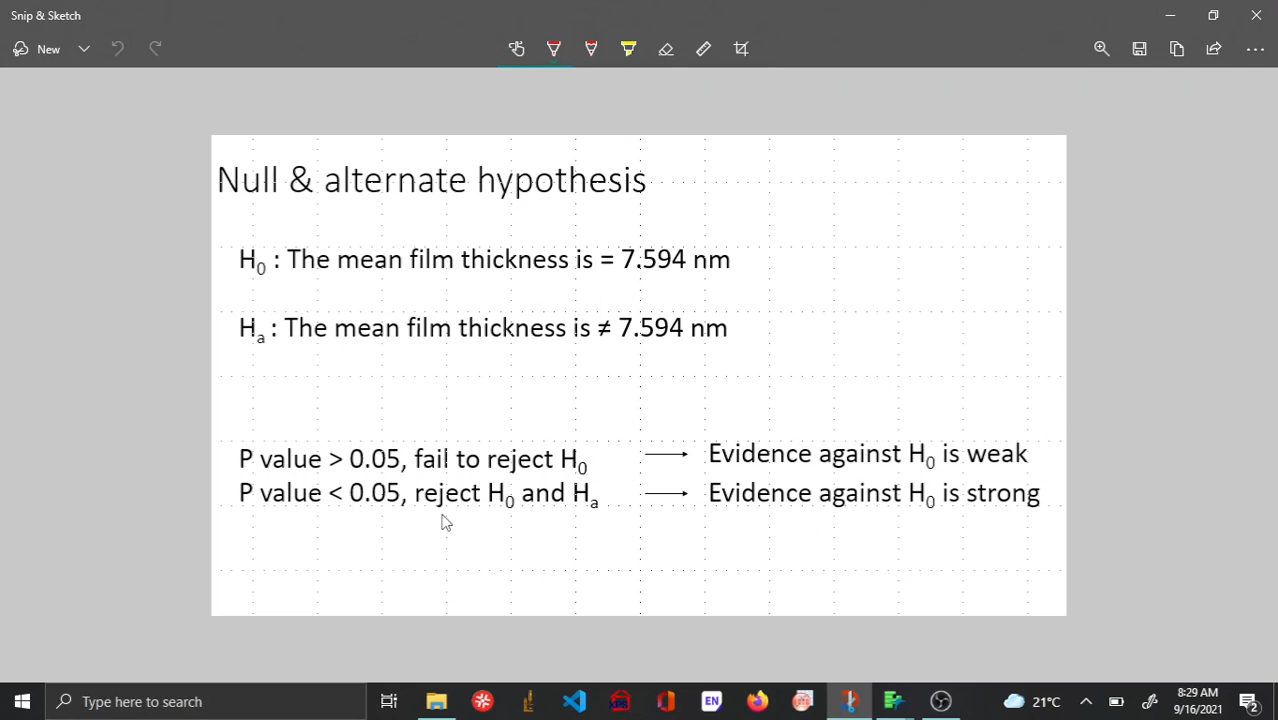 Snip & Sketch
New
Null & alternate hypothesis
H₀ : The mean film thickness is = 7.594 nm
Hₐ : The mean film thickness is ≠ 7.594 nm
P value > 0.05, fail to reject H₀ → Evidence against H₀ is weak
P value < 0.05, reject H₀ and Hₐ → Evidence against H₀ is strong
Type here to search
EN
21°C
8:29 AM
9/16/2021
2